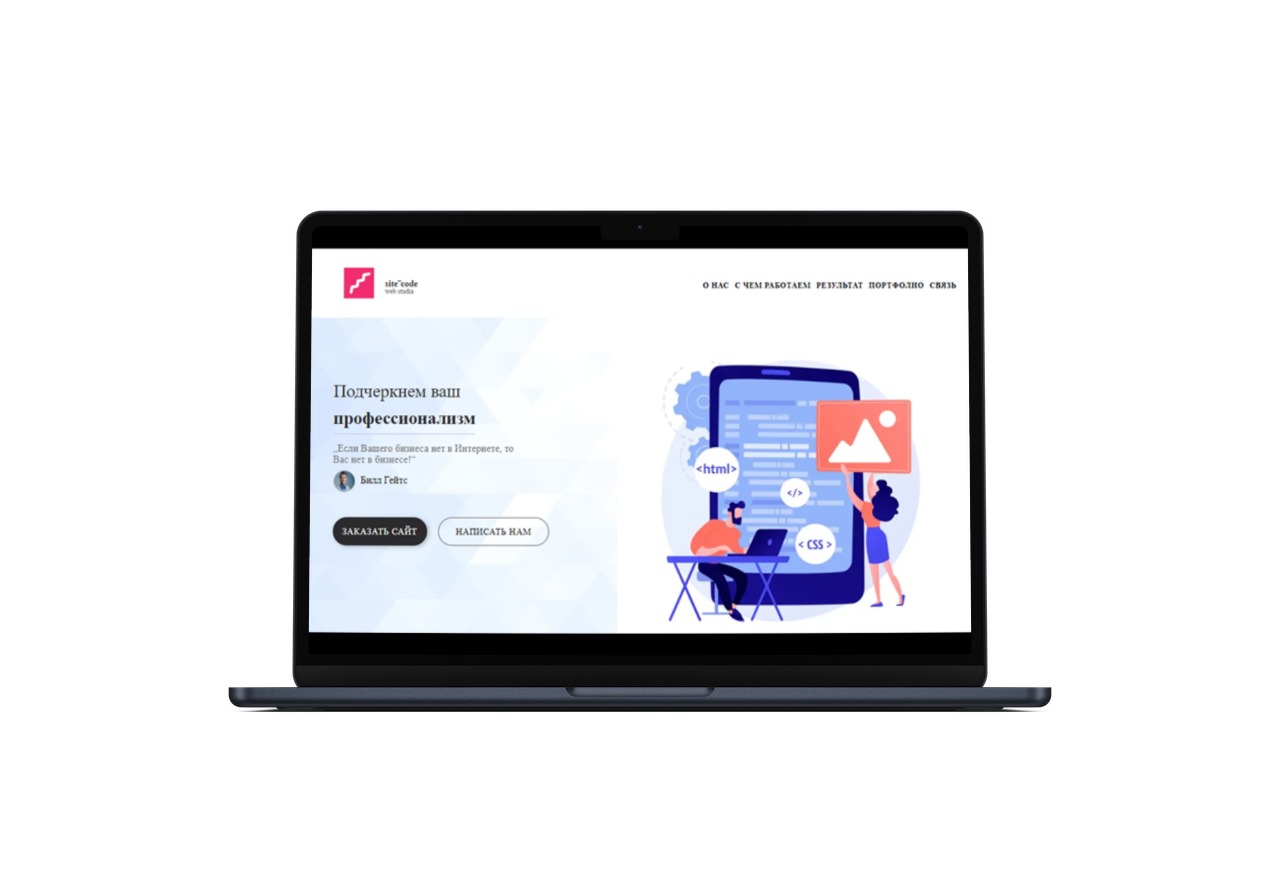 site"code
web studia
О НАС С ЧЕМ РАБОТАЕМ РЕЗУЛЬТАТ ПОРТФОЛИО СВЯЗЬ
Подчеркнем ваш
профессионализм
„Если Вашего бизнеса нет в Интернете, то
Вас нет в бизнесе!“
Билл Гейтс
ЗАКАЗАТЬ САЙТ
НАПИСАТЬ НАМ
<html>
</>
< CSS >